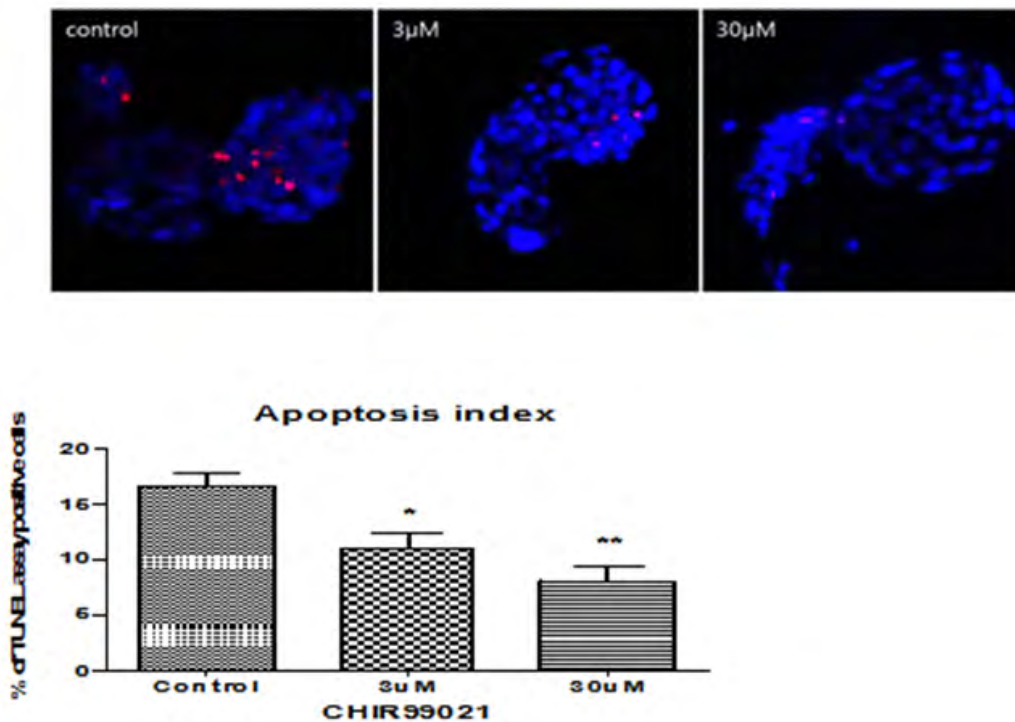 control
3µM
30µM
Apoptosis index
% of TUNEL assay positive cells
20
15
10
5
0
*
**
Control
3uM
30uM
CHIR99021